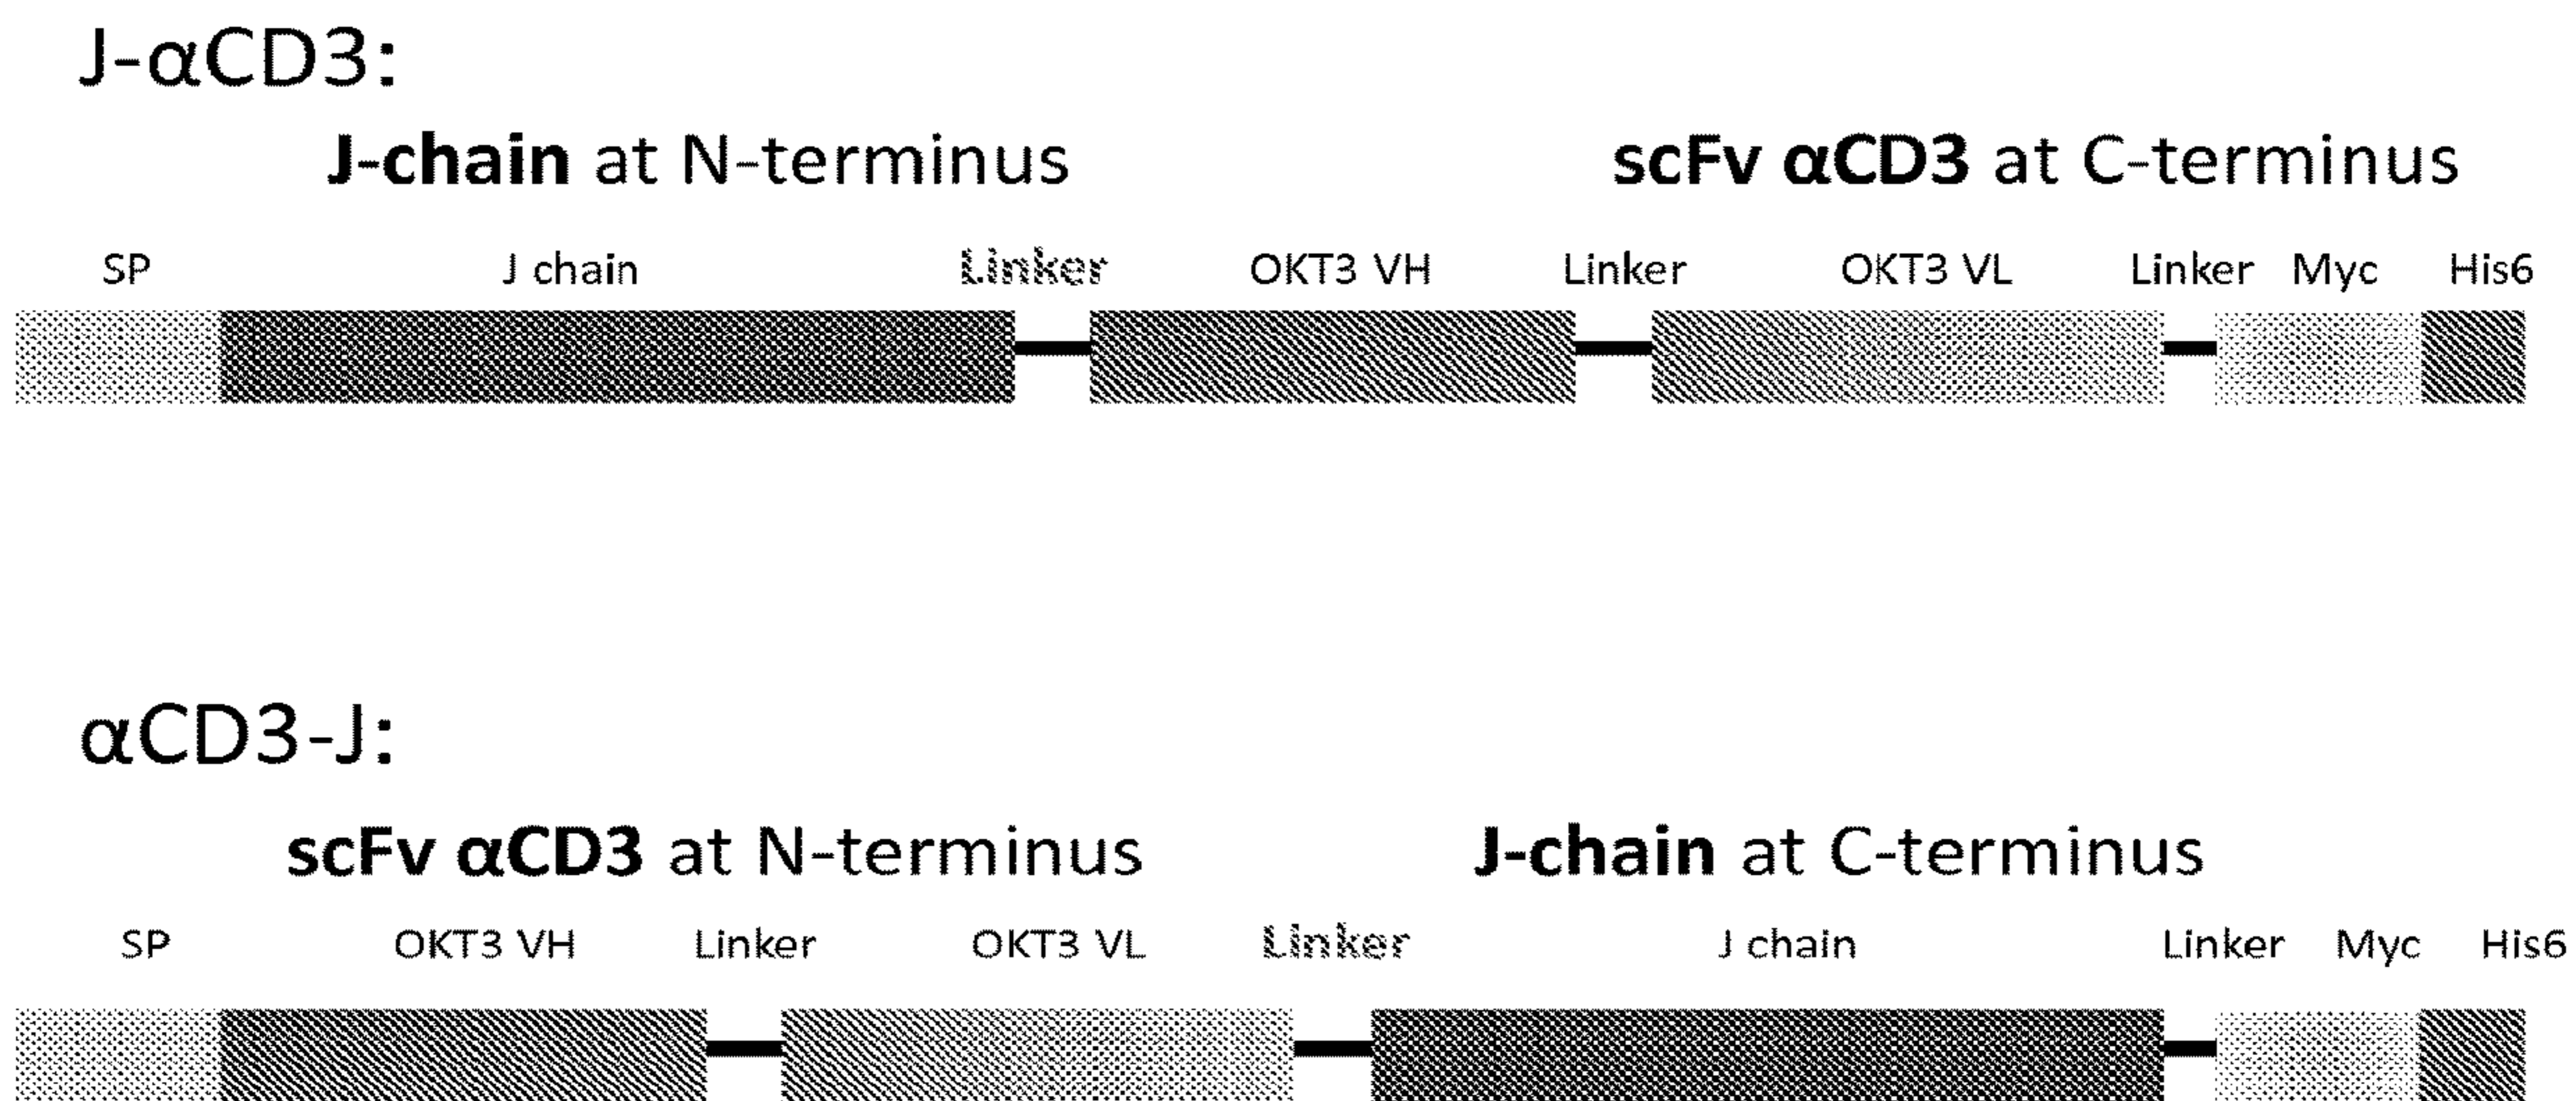 J-αCD3:
J-chain at N-terminus scFv αCD3 at C-terminus
SP J chain Linker OKT3 VH Linker OKT3 VL Linker Myc His6
αCD3-J:
scFv αCD3 at N-terminus J-chain at C-terminus
SP OKT3 VH Linker OKT3 VL Linker J chain Linker Myc His6